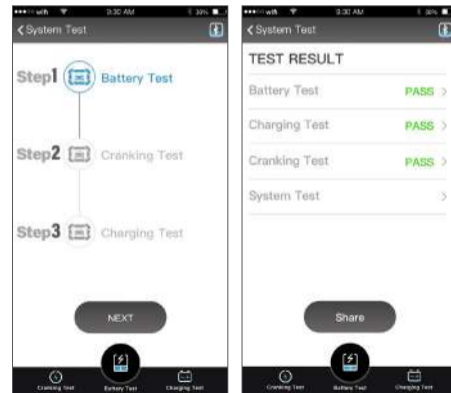 9:30 AM
System Test
Step1 Battery Test
Step2 Cranking Test
Step3 Charging Test
NEXT
Cranking Test Battery Test Charging Test
9:30 AM
System Test
TEST RESULT
Battery Test PASS
Charging Test PASS
Cranking Test PASS
System Test
Share
Cranking Test Battery Test Charging Test